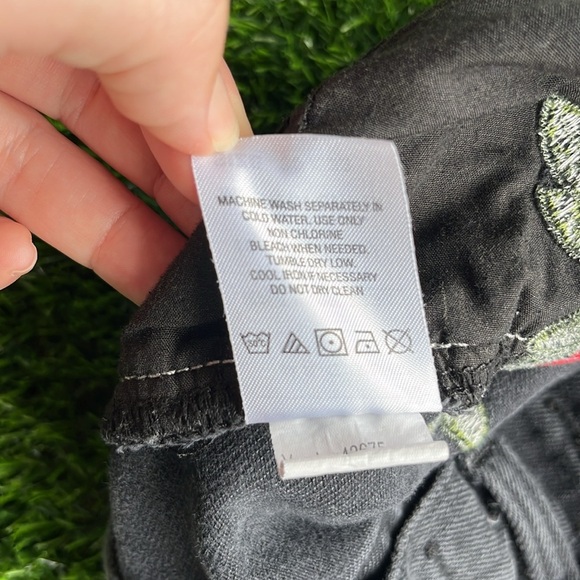 MACHINE WASH SEPARATELY IN
COLD WATER. USE ONLY
NON CHLORINE
BLEACH WHEN NEEDED.
TUMBLE DRY LOW
COOL IRON IF NECESSARY
DO NOT DRY CLEAN